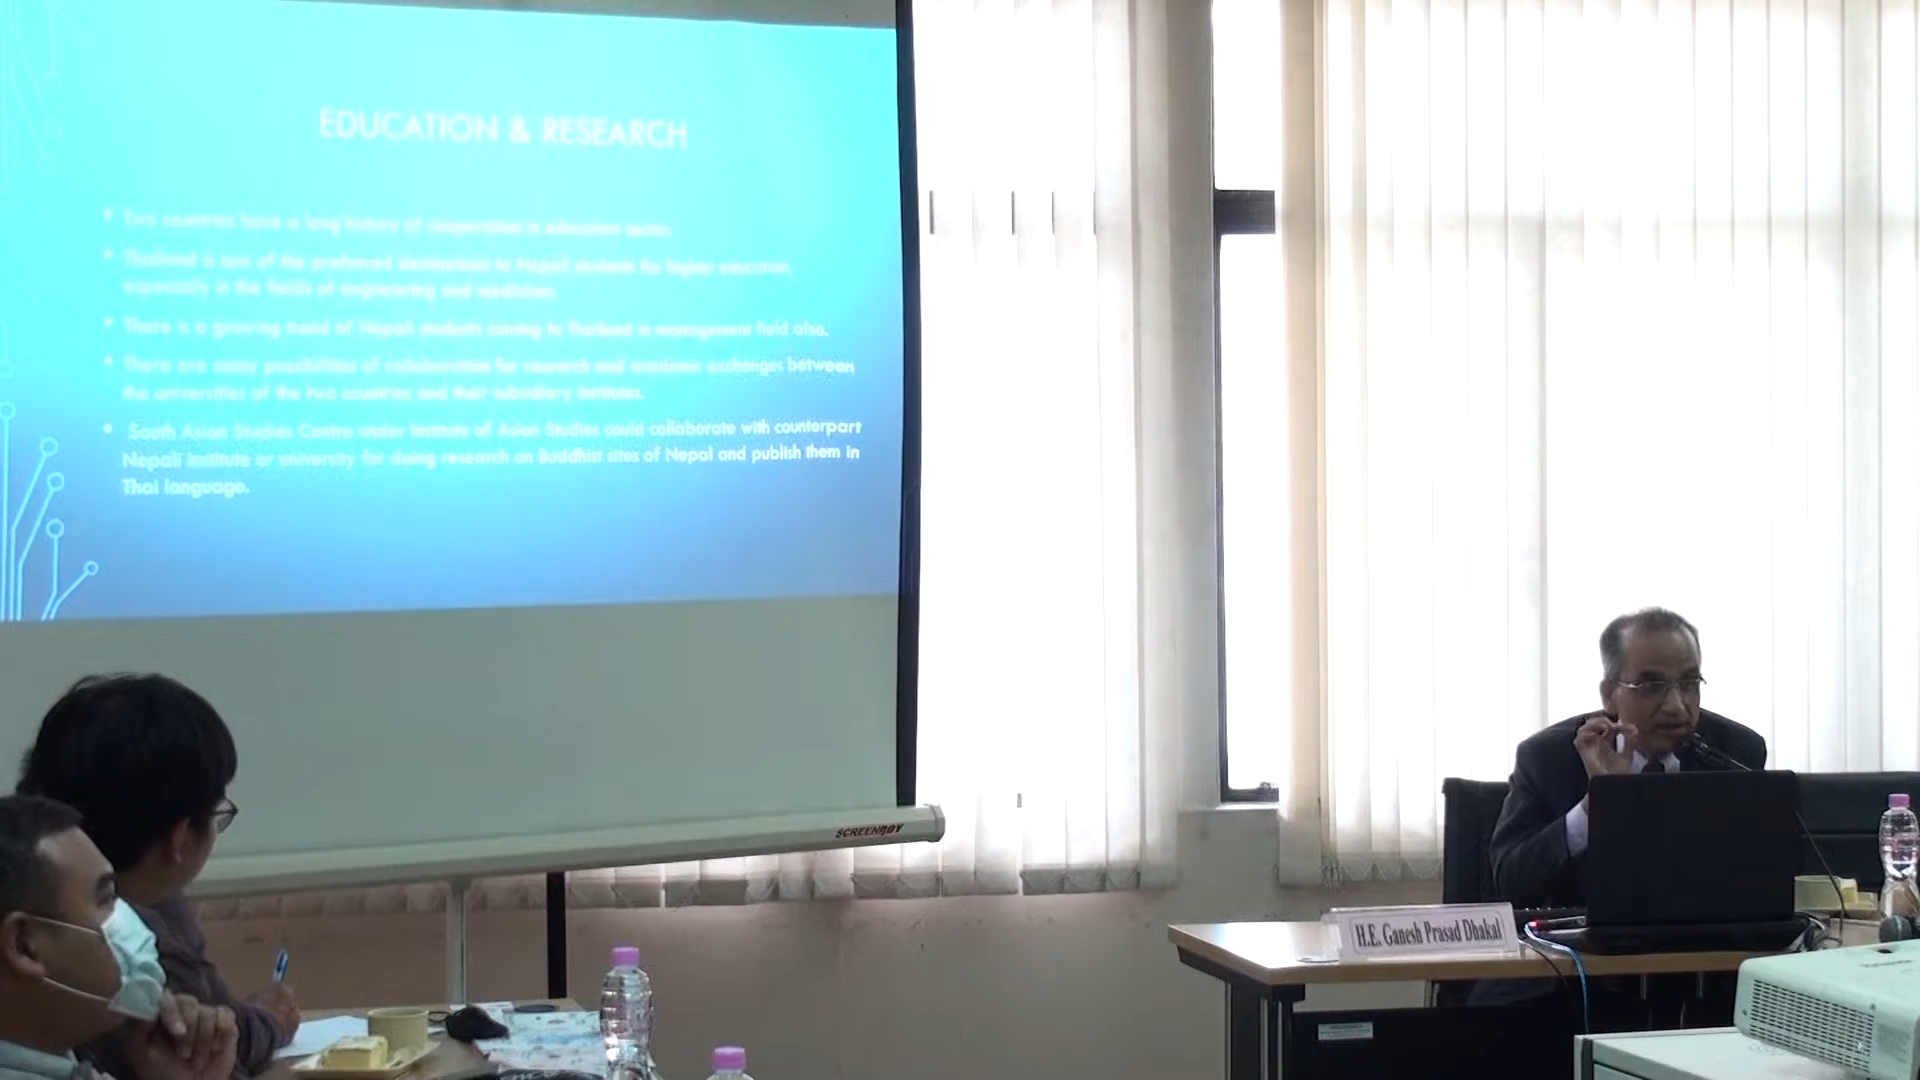 EDUCATION & RESEARCH
• Two countries have a long history of cooperation in education sector.
• Thailand is one of the preferred destinations to Nepali students for higher education,
especially in the fields of engineering and medicine.
• There is a growing trend of Nepali students coming to Thailand in management field also.
• There are many possibilities of collaboration for research and academic exchanges between
the universities of the two countries and their subsidiary institutes.
• South Asian Studies Centre under Institute of Asian Studies could collaborate with counterpart
Nepali institute or university for doing research on Buddhist sites of Nepal and publish them in
Thai language.
SCREENBOY
H.E. Ganesh Prasad Dhakal